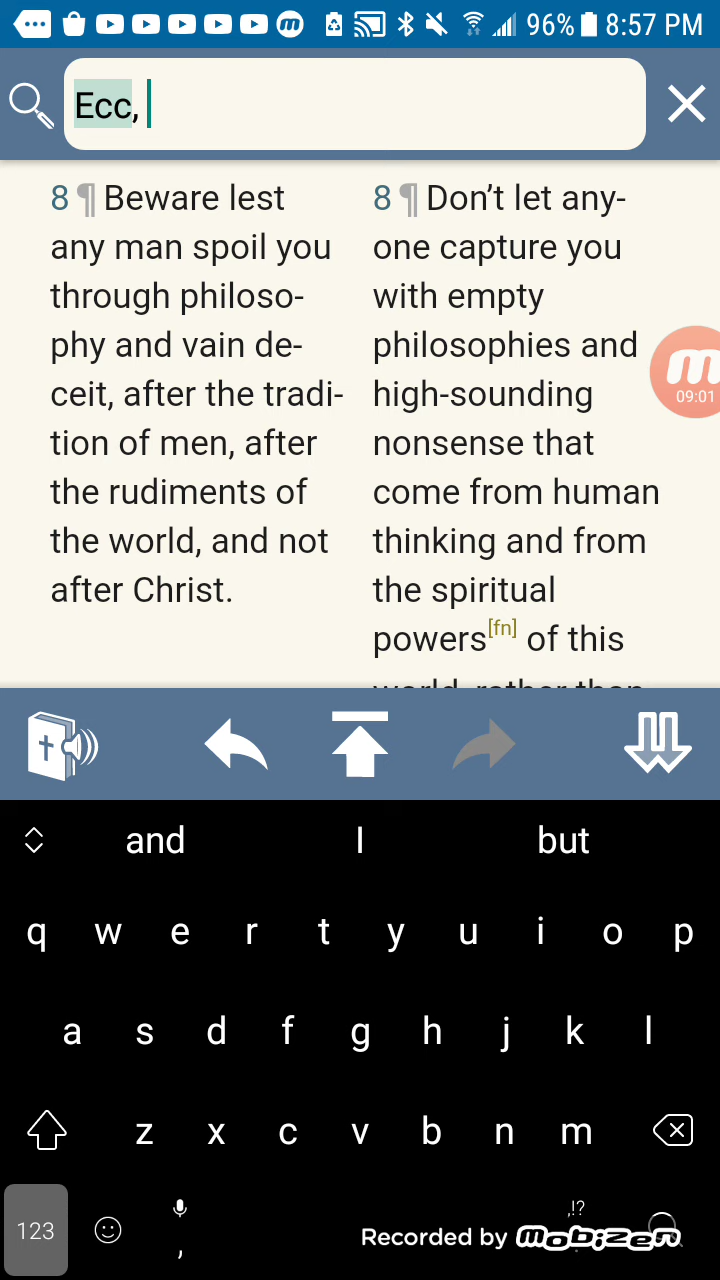 96% 8:57 PM
Ecc,
8 ¶ Beware lest
any man spoil you
through philoso-
phy and vain de-
ceit, after the tradi-
tion of men, after
the rudiments of
the world, and not
after Christ.
8 ¶ Don’t let any-
one capture you
with empty
philosophies and
high-sounding
nonsense that
come from human
thinking and from
the spiritual
powers[fn] of this
world, rather than
m
09:01
and I but
q w e r t y u i o p
a s d f g h j k l
z x c v b n m
123 , ,!?
Recorded by mobizen